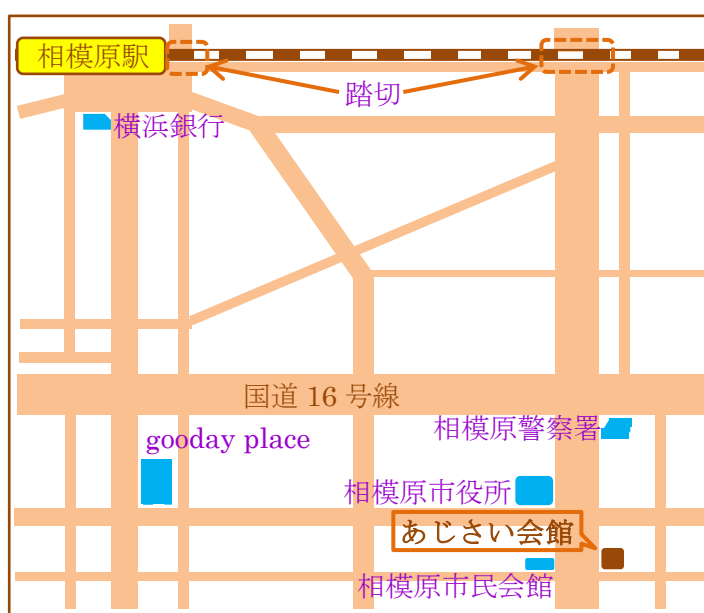 相模原駅
踏切
横浜銀行
国道 16 号線
相模原警察署
gooday place
相模原市役所
あじさい会館
相模原市民会館